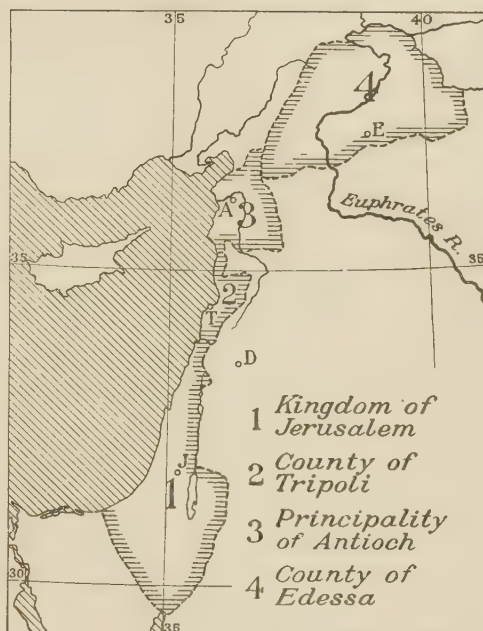 35
40
4
E
A
3
Euphrates R.
35
35
2
T
D
J
1
30
35
1 Kingdom of
Jerusalem
2 County of
Tripoli
3 Principality
of Antioch
4 County of
Edessa